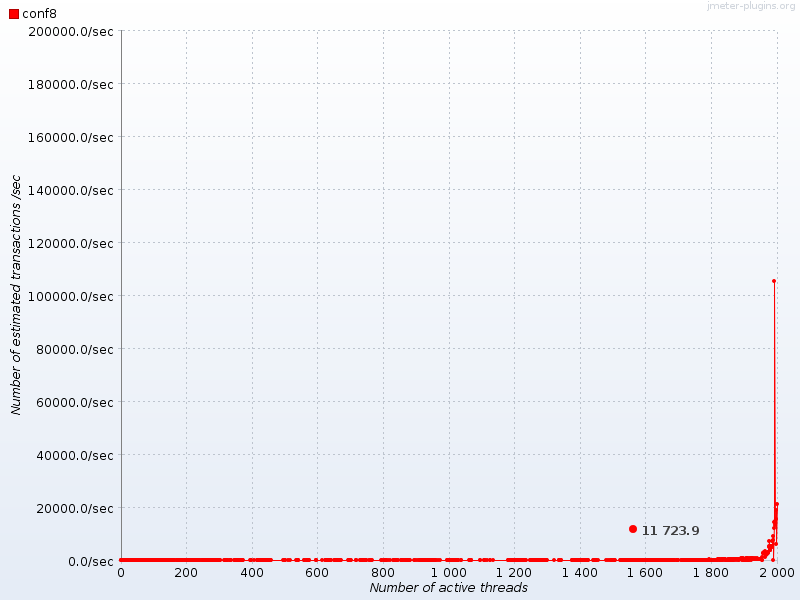 jmeter-plugins.org
conf8
200000.0/sec
180000.0/sec
160000.0/sec
140000.0/sec
120000.0/sec
100000.0/sec
80000.0/sec
60000.0/sec
40000.0/sec
20000.0/sec
0.0/sec
Number of estimated transactions /sec
11 723.9
0 200 400 600 800 1 000 1 200 1 400 1 600 1 800 2 000
Number of active threads